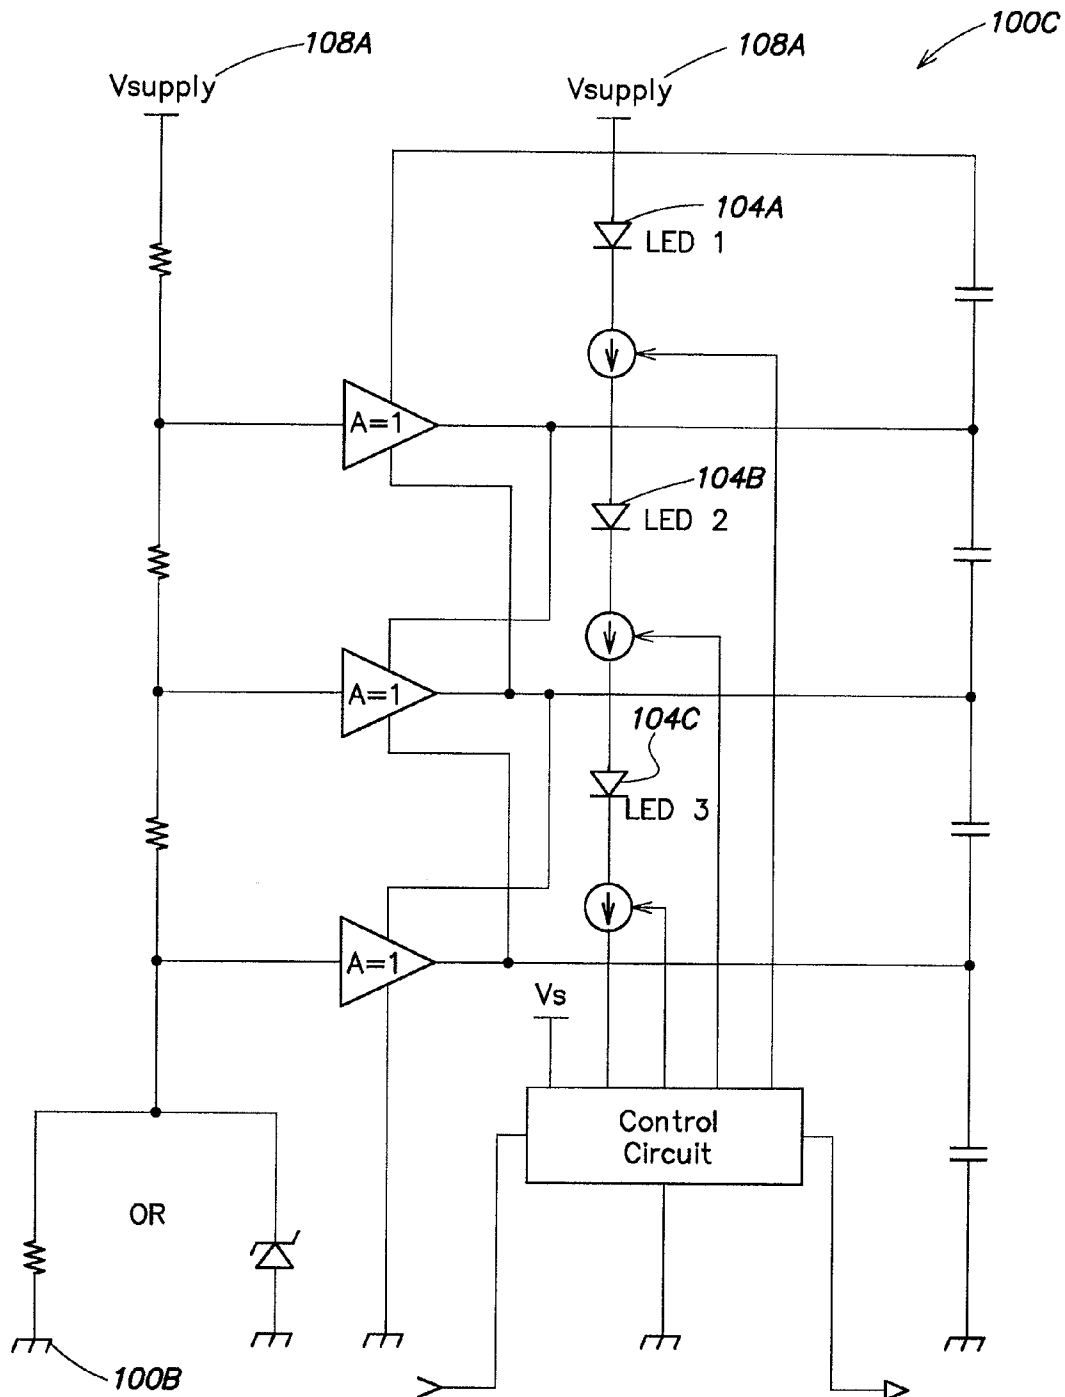 100C
108A
108A
Vsupply
Vsupply
104A
LED 1
A=1
104B
LED 2
A=1
104C
LED 3
A=1
Vs
Control
Circuit
OR
100B